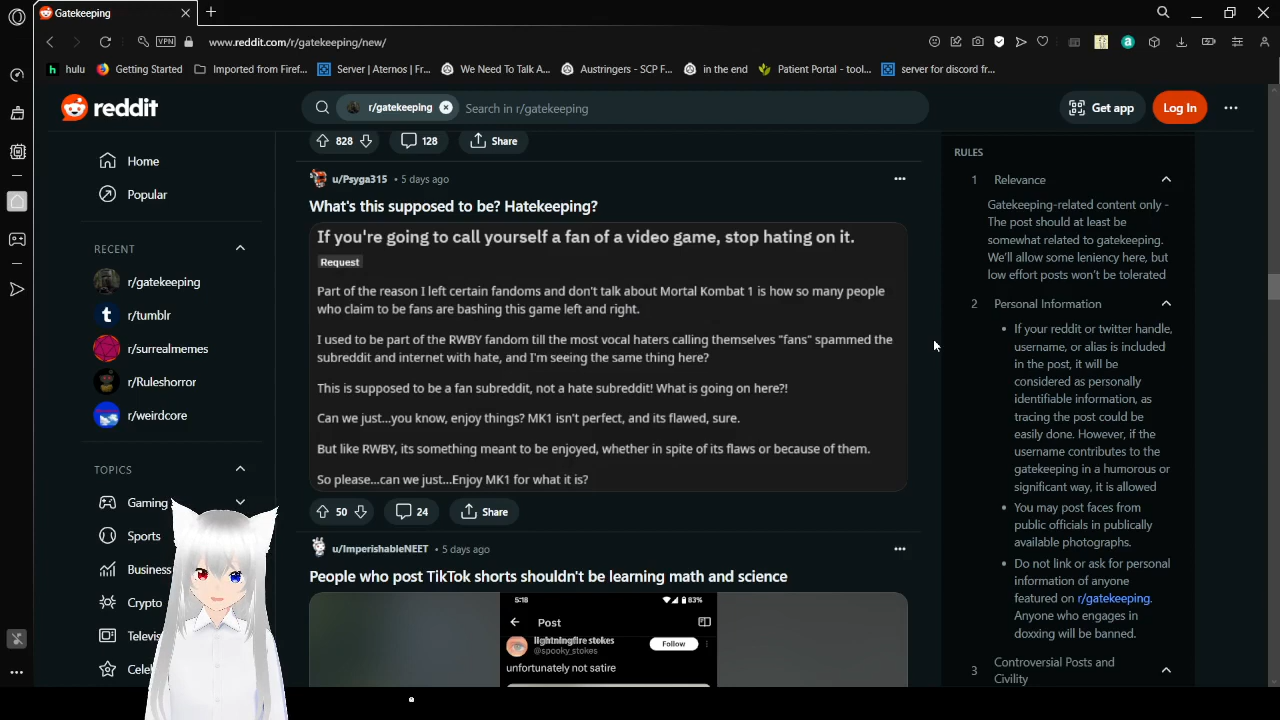 Gatekeeping
VPN
www.reddit.com/r/gatekeeping/new/
hulu
Getting Started
Imported from Firef...
Server | Aternos | Fr...
We Need To Talk A...
Austringers - SCP F...
in the end
Patient Portal - tool...
server for discord fr...
reddit
r/gatekeeping
Search in r/gatekeeping
Get app
Log In
Home
Popular
RECENT
r/gatekeeping
r/tumblr
r/surrealmemes
r/Ruleshorror
r/weirdcore
TOPICS
Gaming
Sports
Business
Crypto
Televis
Celeb
828
128
Share
u/Psyga315 • 5 days ago
What's this supposed to be? Hatekeeping?
If you're going to call yourself a fan of a video game, stop hating on it.
Request
Part of the reason I left certain fandoms and don't talk about Mortal Kombat 1 is how so many people
who claim to be fans are bashing this game left and right.
I used to be part of the RWBY fandom till the most vocal haters calling themselves "fans" spammed the
subreddit and internet with hate, and I'm seeing the same thing here?
This is supposed to be a fan subreddit, not a hate subreddit! What is going on here?!
Can we just...you know, enjoy things? MK1 isn't perfect, and its flawed, sure.
But like RWBY, its something meant to be enjoyed, whether in spite of its flaws or because of them.
So please...can we just...Enjoy MK1 for what it is?
50
24
Share
u/ImperishableNEET • 5 days ago
People who post TikTok shorts shouldn't be learning math and science
5:18
83%
Post
lightningfire stokes
@spooky_stokes
Follow
unfortunately not satire
RULES
1
Relevance
Gatekeeping-related content only -
The post should at least be
somewhat related to gatekeeping.
We'll allow some leniency here, but
low effort posts won't be tolerated
2
Personal Information
• If your reddit or twitter handle,
username, or alias is included
in the post, it will be
considered as personally
identifiable information, as
tracing the post could be
easily done. However, if the
username contributes to the
gatekeeping in a humorous or
significant way, it is allowed
• You may post faces from
public officials in publically
available photographs.
• Do not link or ask for personal
information of anyone
featured on r/gatekeeping.
Anyone who engages in
doxxing will be banned.
3
Controversial Posts and
Civility